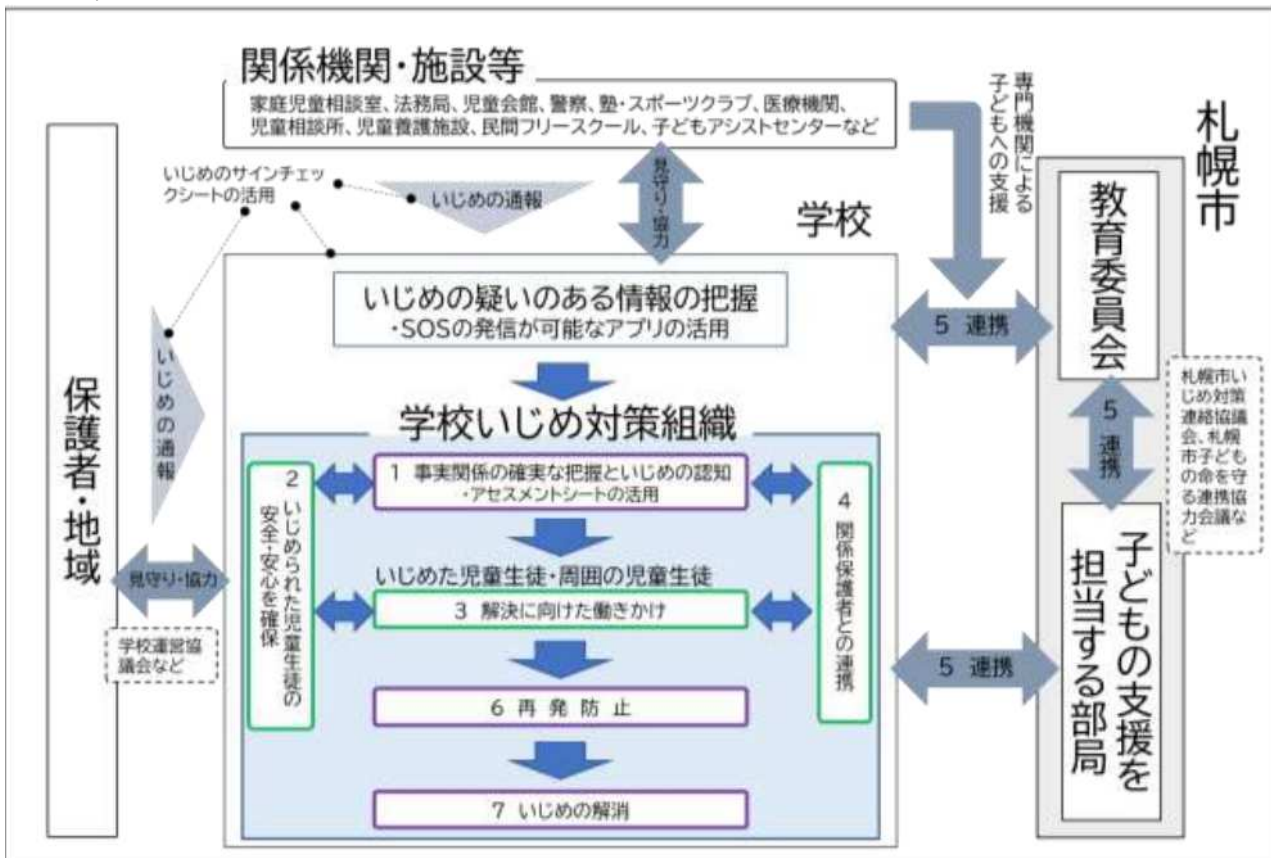 関係機関・施設等
家庭児童相談室、法務局、児童会館、警察、塾・スポーツクラブ、医療機関、
児童相談所、児童養護施設、民間フリースクール、子どもアシストセンターなど
専門機関による
子どもへの支援
札幌市
いじめのサインチェッ
クシートの活用
いじめの通報
見守り・協力
学校
いじめの疑いのある情報の把握
・SOSの発信が可能なアプリの活用
5 連携
教育委員会
いじめの通報
保護者・地域
5 連携
札幌市い
じめ対策
連絡協議
会、札幌
市子ども
の命を守
る連携協
力会議な
ど
学校いじめ対策組織
1 事実関係の確実な把握といじめの認知
・アセスメントシートの活用
2 いじめられた児童生徒の
安全・安心を確保
4 関係保護者との連携
いじめた児童生徒・周囲の児童生徒
3 解決に向けた働きかけ
見守り・協力
学校運営協
議会など
子どもの支援を
担当する部局
5 連携
6 再発防止
7 いじめの解消